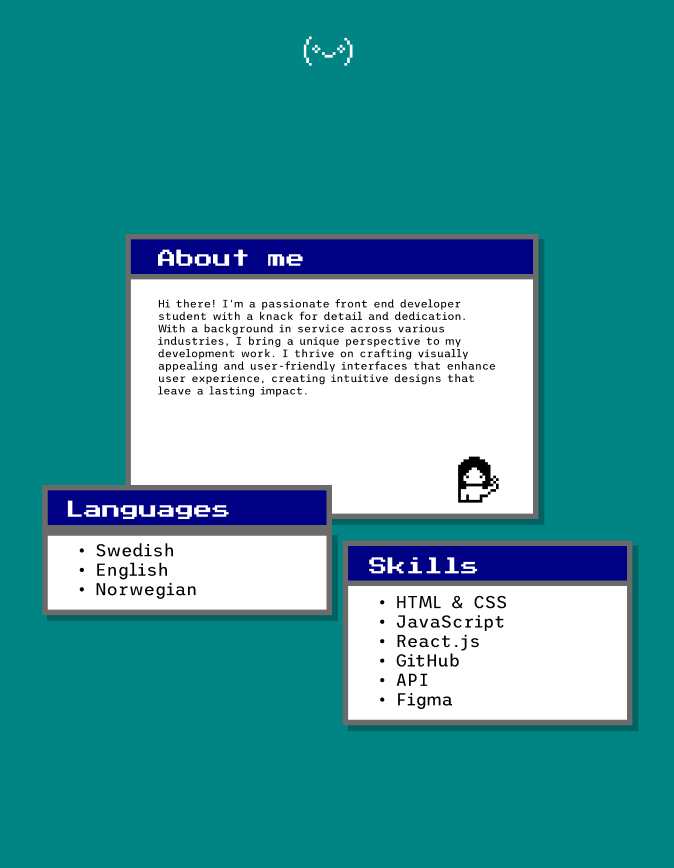 About me
Hi there! I'm a passionate front end developer
student with a knack for detail and dedication.
With a background in service across various
industries, I bring a unique perspective to my
development work. I thrive on crafting visually
appealing and user-friendly interfaces that enhance
user experience, creating intuitive designs that
leave a lasting impact.
Languages
• Swedish
• English
• Norwegian
Skills
• HTML & CSS
• JavaScript
• React.js
• GitHub
• API
• Figma